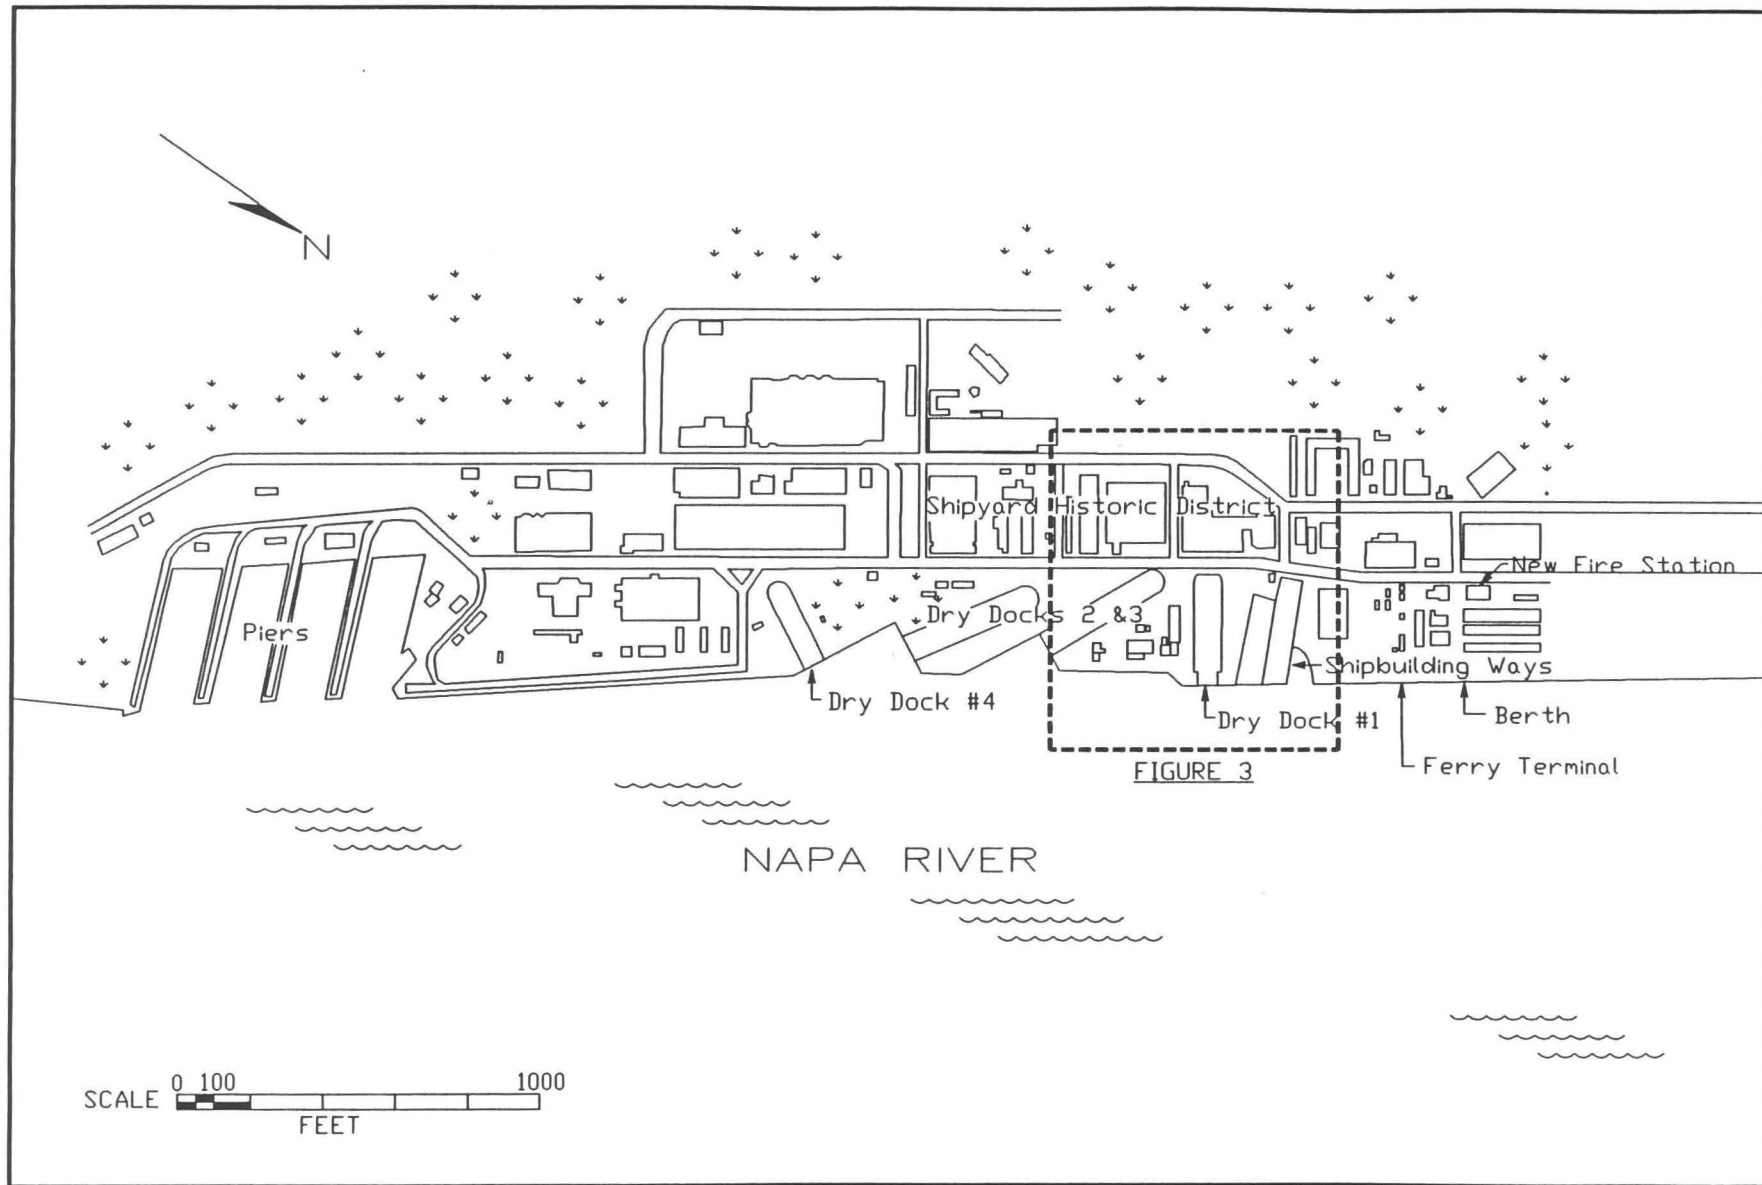 N
Shipyard Historic District
New Fire Station
Dry Docks 2 &3
Piers
Shipbuilding Ways
Dry Dock #4
Dry Dock #1
Berth
Ferry Terminal
FIGURE 3
NAPA RIVER
0 100 1000
SCALE
FEET